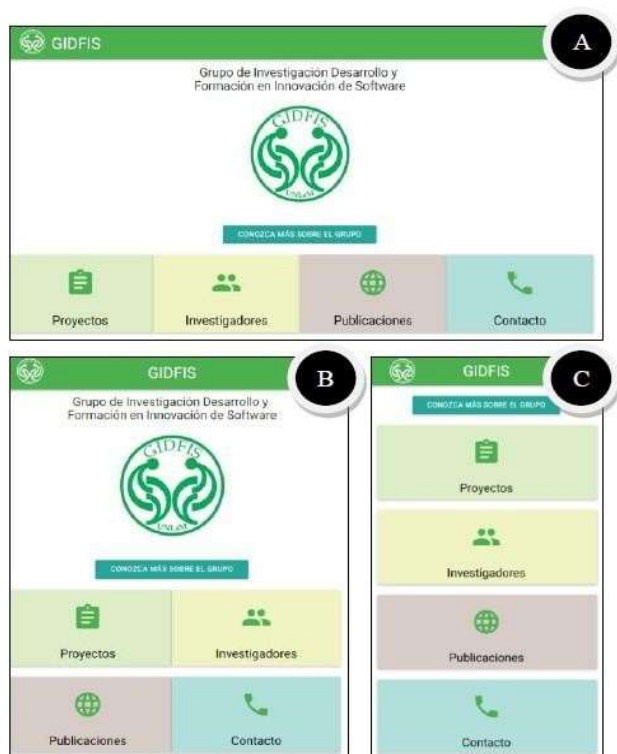 GIDFIS
A
Grupo de Investigación Desarrollo y
Formación en Innovación de Software
GIDFIS
UNLaM
CONOZCA MÁS SOBRE EL GRUPO
Proyectos
Investigadores
Publicaciones
Contacto
GIDFIS
B
Grupo de Investigación Desarrollo y
Formación en Innovación de Software
GIDFIS
UNLaM
CONOZCA MÁS SOBRE EL GRUPO
Proyectos
Investigadores
Publicaciones
Contacto
GIDFIS
C
CONOZCA MÁS SOBRE EL GRUPO
Proyectos
Investigadores
Publicaciones
Contacto